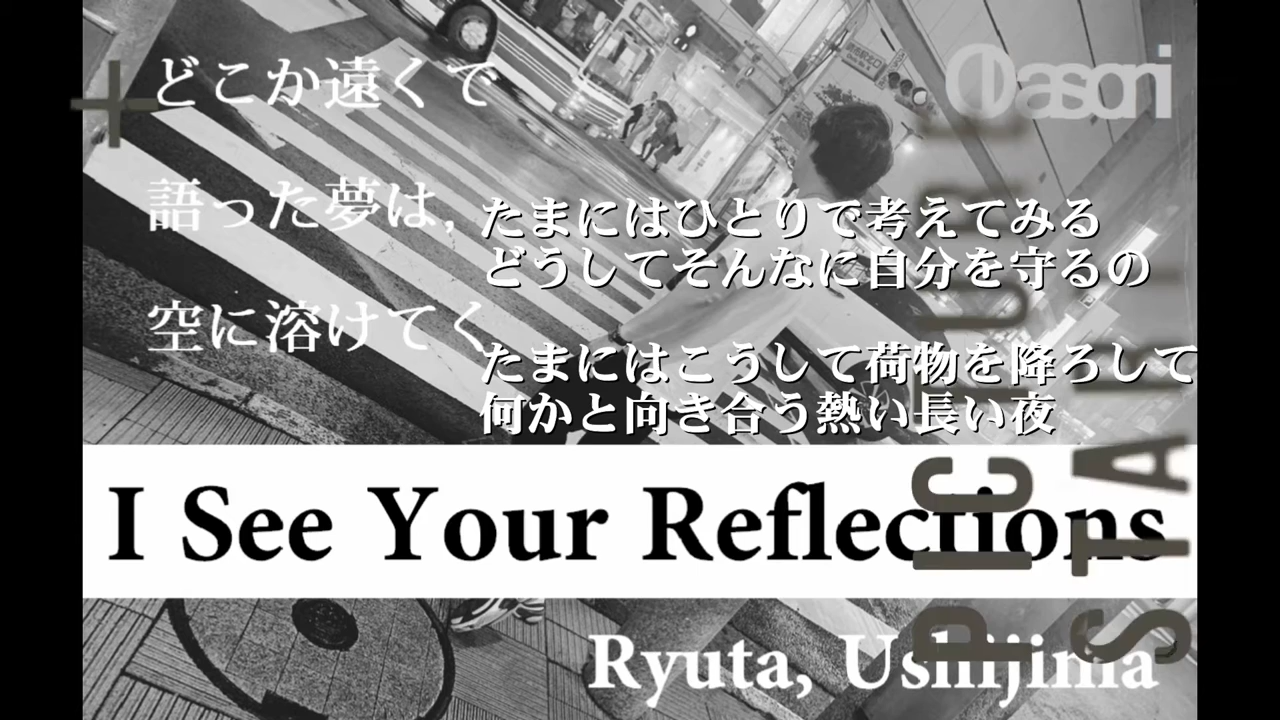 どこか遠くで
語った夢は,
空に溶けてく
たまにはひとりで考えてみる
どうしてそんなに自分を守るの
たまにはこうして荷物を降ろして
何かと向き合う熱い長い夜
I See Your Reflections
Ryuta, Ushijima